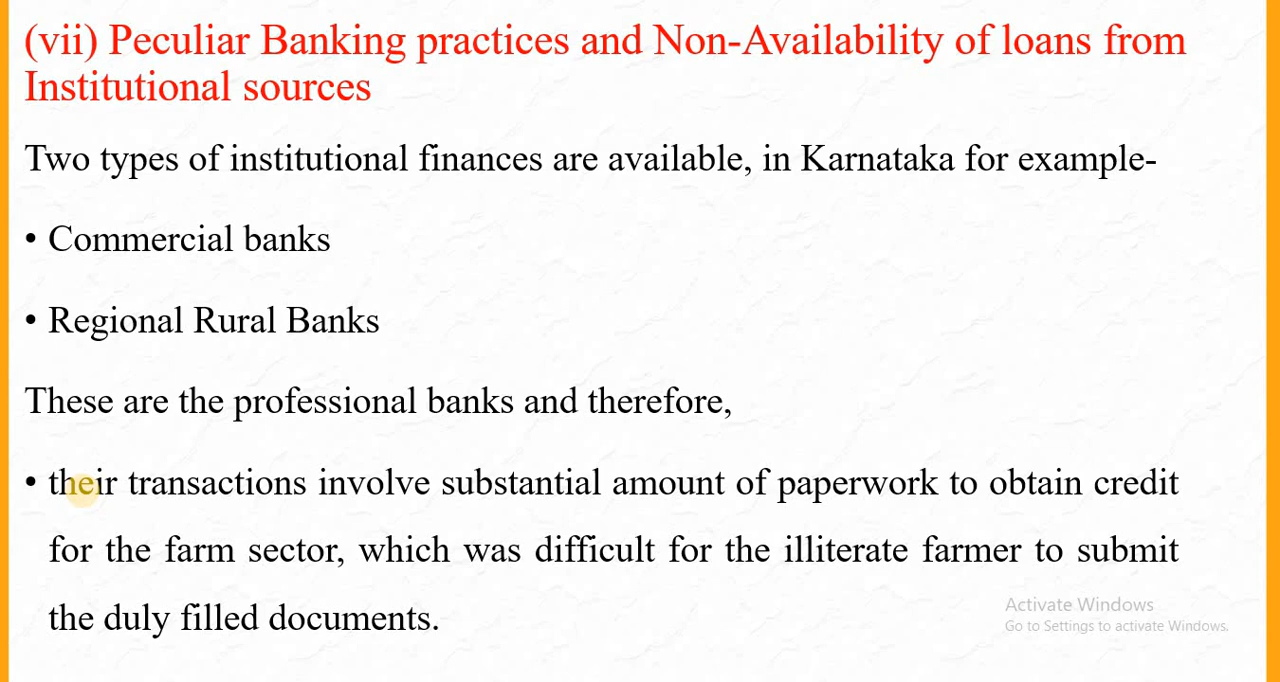 (vii) Peculiar Banking practices and Non-Availability of loans from
Institutional sources
Two types of institutional finances are available, in Karnataka for example-
• Commercial banks
• Regional Rural Banks
These are the professional banks and therefore,
• their transactions involve substantial amount of paperwork to obtain credit
for the farm sector, which was difficult for the illiterate farmer to submit
the duly filled documents.
Activate Windows
Go to Settings to activate Windows.